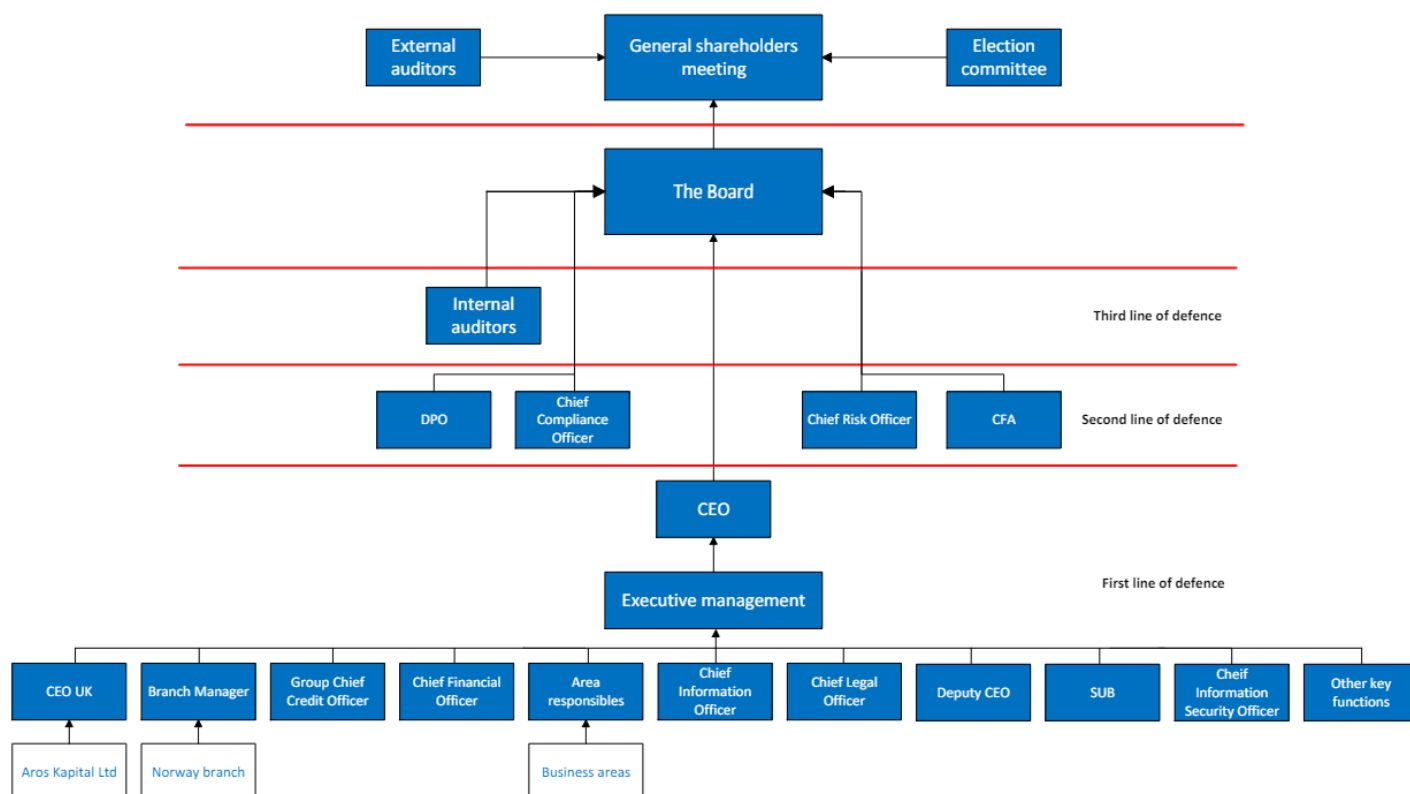 External
auditors
General shareholders
meeting
Election
committee
The Board
Internal
auditors
Third line of defence
DPO
Chief
Compliance
Officer
Chief Risk Officer
CFA
Second line of defence
CEO
First line of defence
Executive management
CEO UK
Branch Manager
Group Chief
Credit Officer
Chief Financial
Officer
Area
responsibles
Chief
Information
Officer
Chief Legal
Officer
Deputy CEO
SUB
Cheif
Information
Security Officer
Other key
functions
Aros Kapital Ltd
Norway branch
Business areas